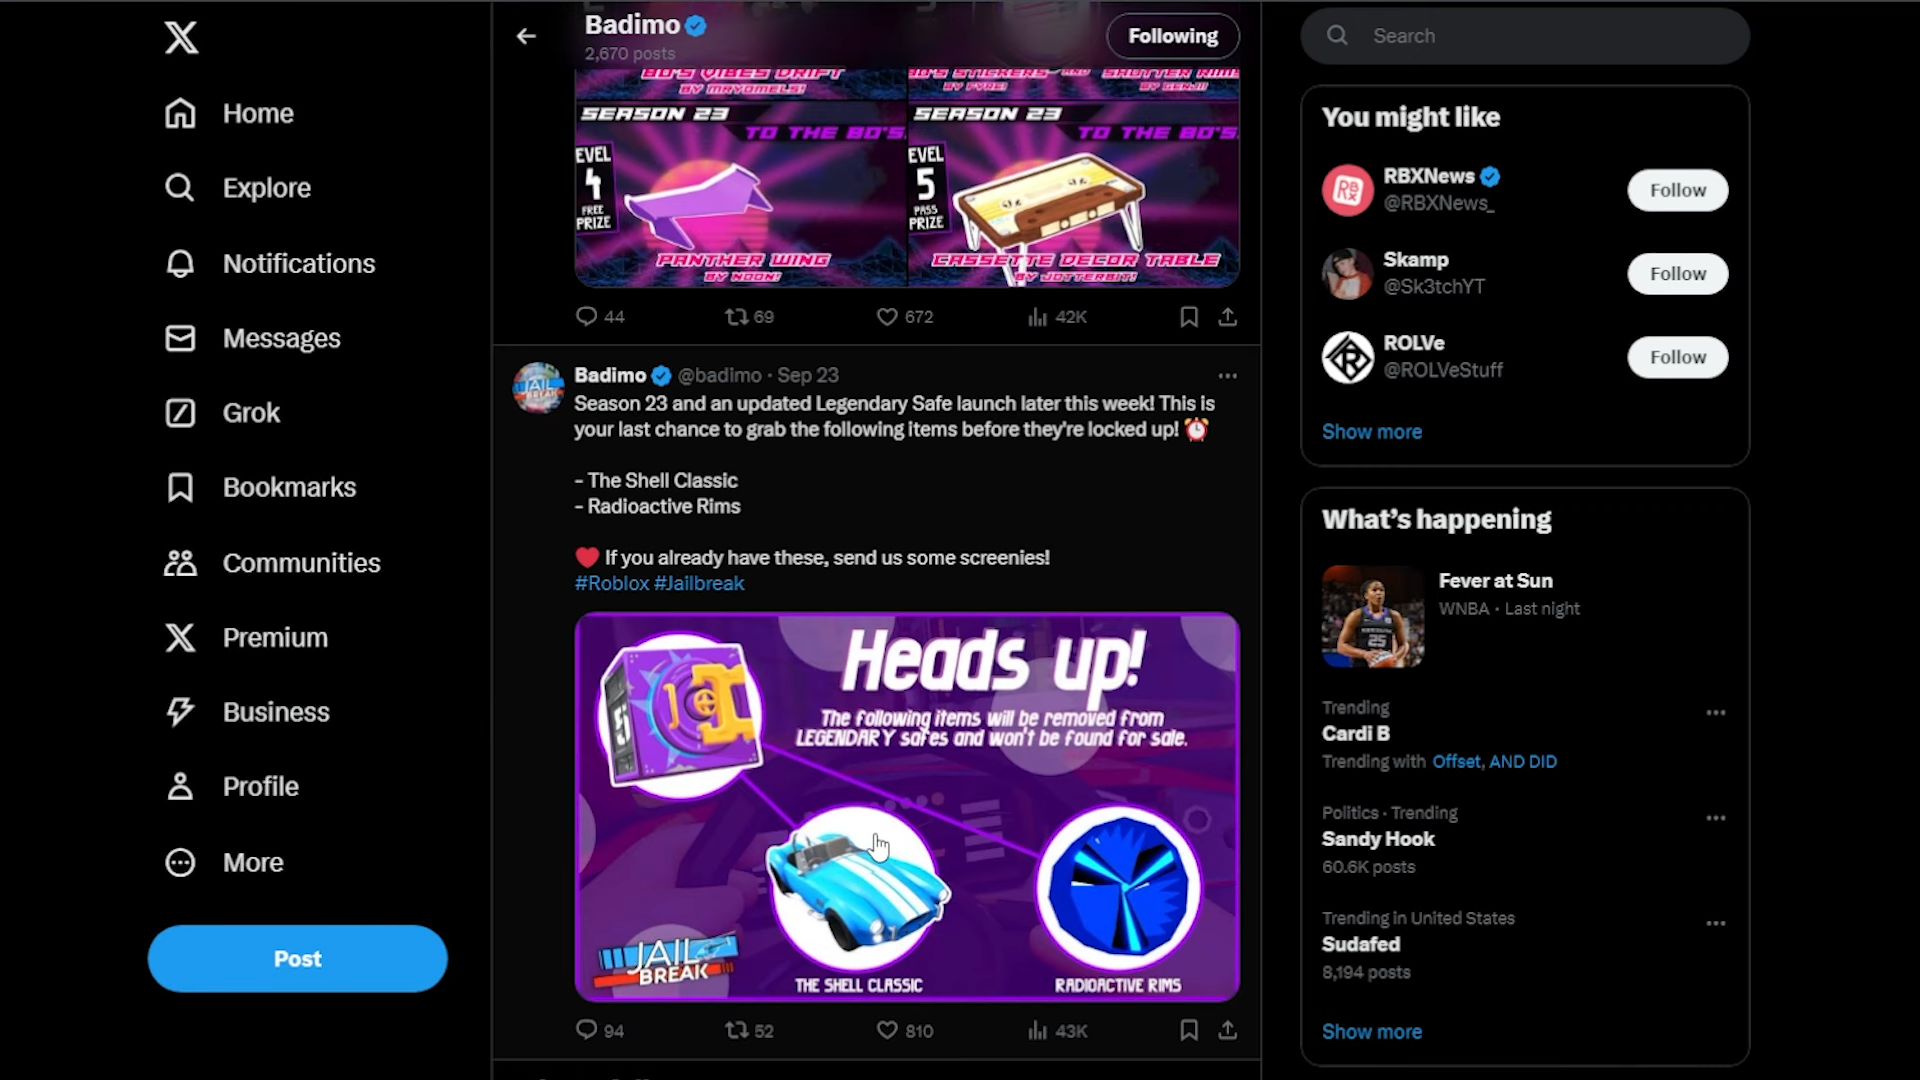 Home
Explore
Notifications
Messages
Grok
Bookmarks
Communities
Premium
Business
Profile
More
Post
Badimo
2,670 posts
Following
80'S VIBES DRIFT
BY MRYOMELS!
80'S STICKERS AND SHUTTER RIMS
BY FYRE! BY GENJI!
SEASON 23
TO THE 80'S
EVEL
4
FREE
PRIZE
PANTHER WING
BY NOON!
SEASON 23
TO THE 80'S
EVEL
5
PASS
PRIZE
CASSETTE DECOR TABLE
BY JOTTERBIT!
44 69 672 42K
Badimo @badimo · Sep 23
Season 23 and an updated Legendary Safe launch later this week! This is
your last chance to grab the following items before they're locked up! ⏰
- The Shell Classic
- Radioactive Rims
❤️ If you already have these, send us some screenies!
#Roblox #Jailbreak
Heads up!
The following items will be removed from
LEGENDARY safes and won't be found for sale.
5
JAIL
BREAK
THE SHELL CLASSIC
RADIOACTIVE RIMS
94 52 810 43K
Search
You might like
RBXNews
@RBXNews_
Follow
Skamp
@Sk3tchYT
Follow
ROLVe
@ROLVeStuff
Follow
Show more
What's happening
Fever at Sun
WNBA · Last night
25
Trending
Cardi B
Trending with Offset, AND DID
Politics · Trending
Sandy Hook
60.6K posts
Trending in United States
Sudafed
8,194 posts
Show more